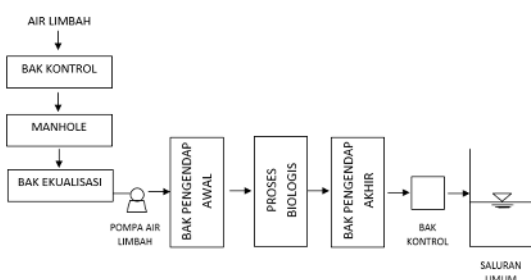 AIR LIMBAH
BAK KONTROL
MANHOLE
BAK EKUALISASI
POMPA AIR
LIMBAH
BAK PENGENDAP
AWAL
PROSES
BIOLOGIS
BAK PENGENDAP
AKHIR
BAK
KONTROL
SALURAN
UMUM